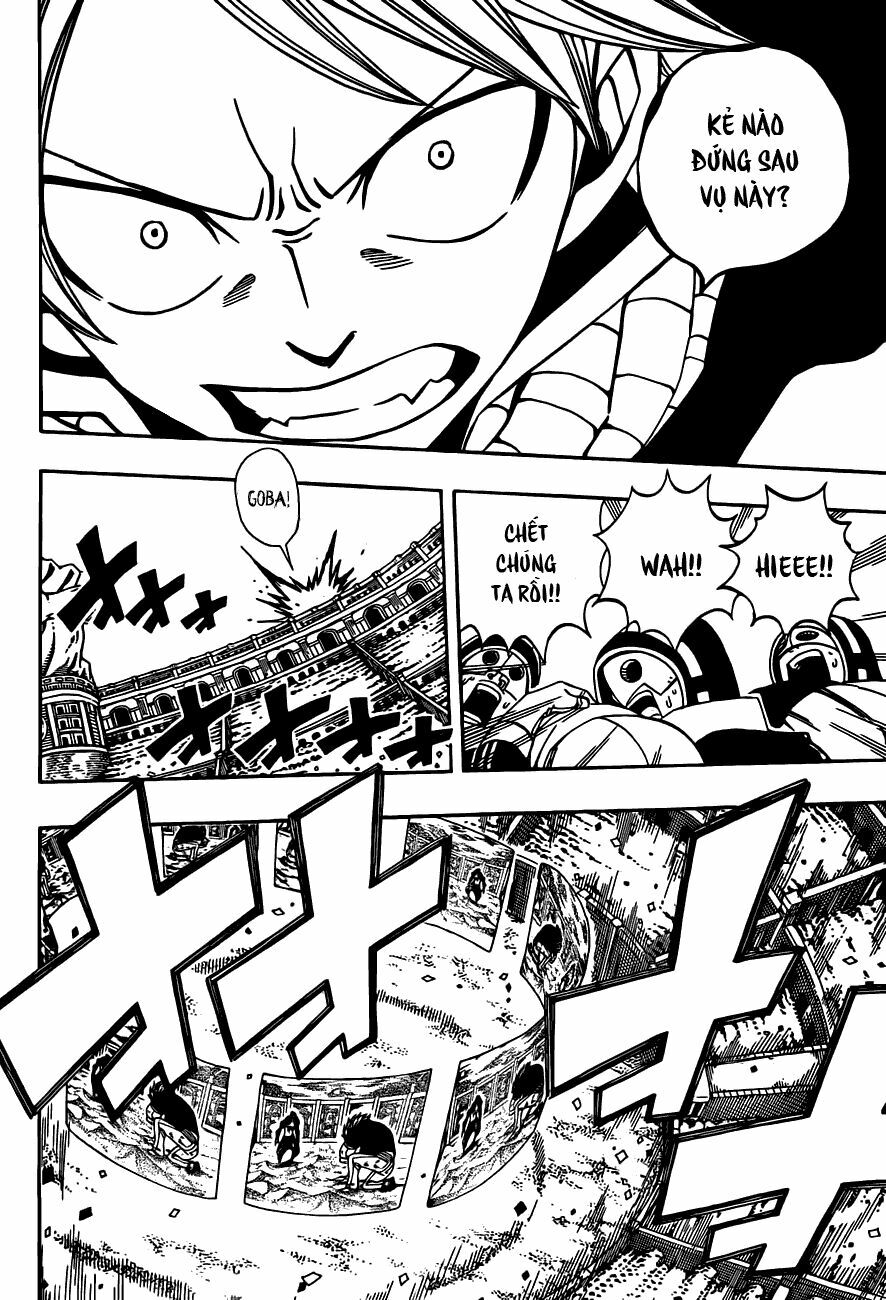 KẺ NÀO
ĐỨNG SAU
VỤ NÀY?
HIEEE!!
WAH!!
CHẾT
CHÚNG
TA RỒI!!
GOBA!